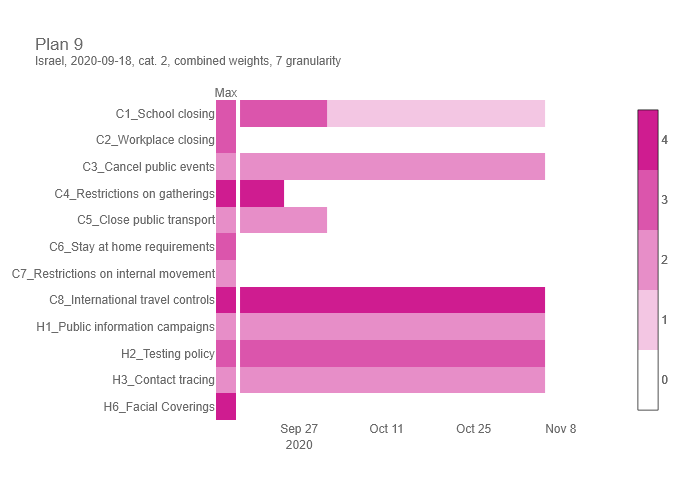 Plan 9
Israel, 2020-09-18, cat. 2, combined weights, 7 granularity
Max
C1_School closing
C2_Workplace closing
C3_Cancel public events
C4_Restrictions on gatherings
C5_Close public transport
C6_Stay at home requirements
C7_Restrictions on internal movement
C8_International travel controls
H1_Public information campaigns
H2_Testing policy
H3_Contact tracing
H6_Facial Coverings
Sep 27
2020
Oct 11
Oct 25
Nov 8
4
3
2
1
0